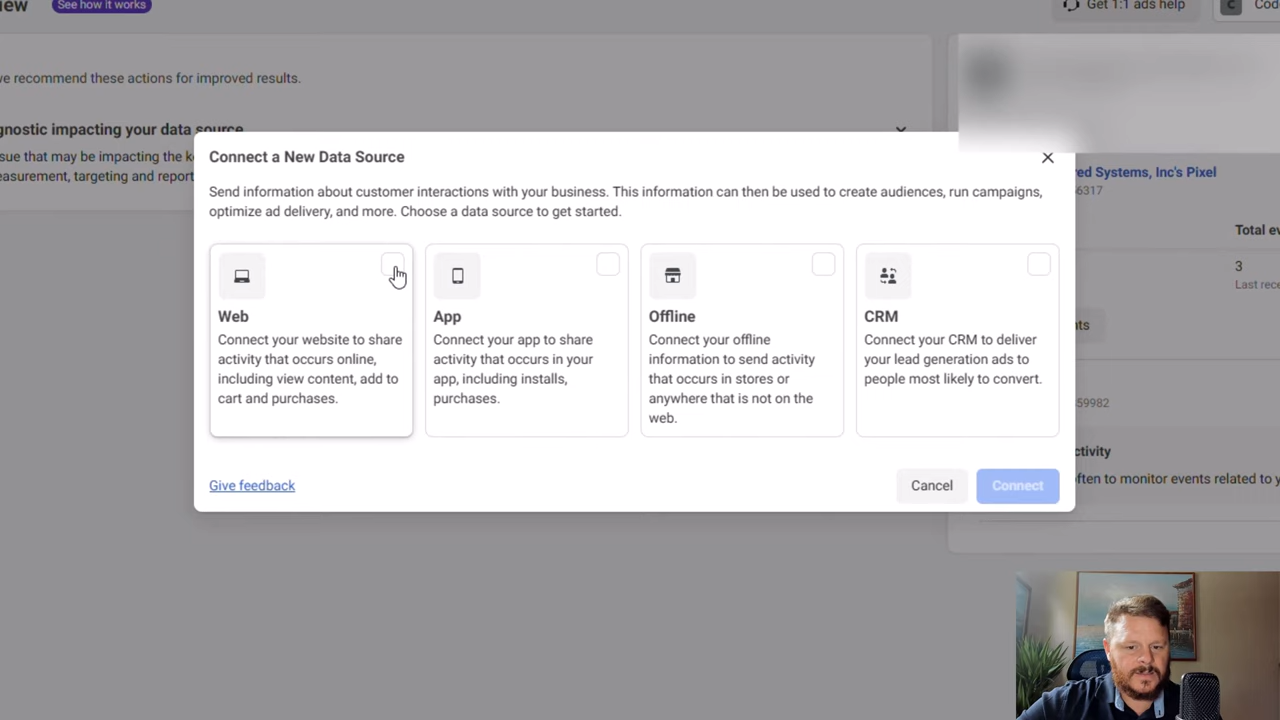 See how it works
Get 1:1 ads help
C
we recommend these actions for improved results.
gnostic impacting your data source
sue that may be impacting the k
easurement, targeting and report
Connect a New Data Source
Send information about customer interactions with your business. This information can then be used to create audiences, run campaigns,
optimize ad delivery, and more. Choose a data source to get started.
Web
Connect your website to share
activity that occurs online,
including view content, add to
cart and purchases.
App
Connect your app to share
activity that occurs in your
app, including installs,
purchases.
Offline
Connect your offline
information to send activity
that occurs in stores or
anywhere that is not on the
web.
CRM
Connect your CRM to deliver
your lead generation ads to
people most likely to convert.
Give feedback
Cancel
Connect
red Systems, Inc's Pixel
6317
Total ev
3
Last rece
nts
59982
ctivity
ften to monitor events related to y